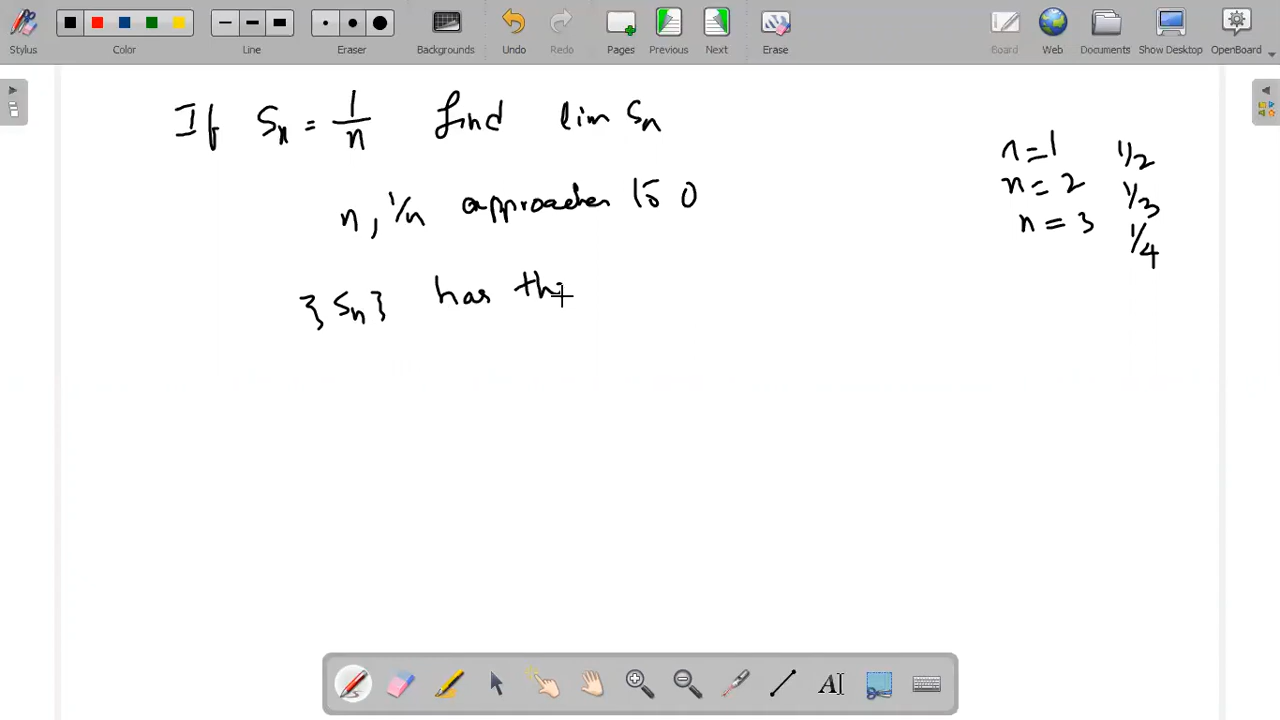 Stylus
Color
Line
Eraser
Backgrounds
Undo
Redo
Pages
Previous
Next
Erase
Board
Web
Documents
Show Desktop
OpenBoard
If Sn = 1/n find lim Sn
n, 1/n approaches to 0
{Sn} has th
n=1 1/2
n=2 1/3
n=3 1/4